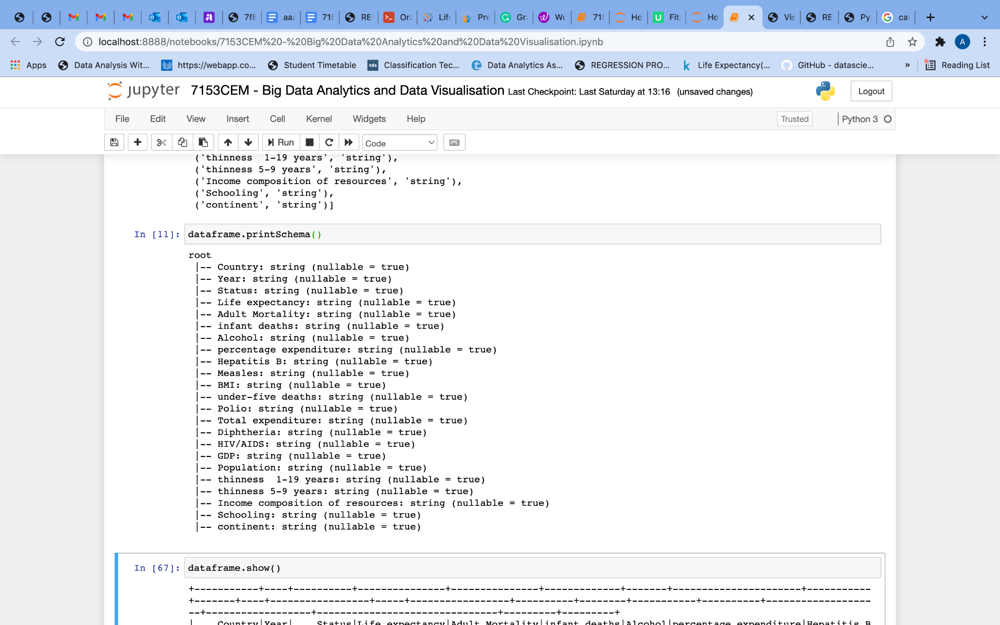 7f8 aaa 715 RE Or Life Pre Gr Wo 715 Ho Fit Ho Vis RE Py ca
localhost:8888/notebooks/7153CEM%20-%20Big%20Data%20Analytics%20and%20Data%20Visualisation.ipynb A
Apps Data Analysis Wit... https://webapp.co... Student Timetable tds Classification Tec... Data Analytics As... REGRESSION PRO... k Life Expectancy(... GitHub - datascie... » Reading List
jupyter 7153CEM - Big Data Analytics and Data Visualisation Last Checkpoint: Last Saturday at 13:16 (unsaved changes) Logout
File Edit View Insert Cell Kernel Widgets Help Trusted Python 3
Run Code
('thinness  1-19 years', 'string'),
('thinness 5-9 years', 'string'),
('Income composition of resources', 'string'),
('Schooling', 'string'),
('continent', 'string')]
In [11]: dataframe.printSchema()
root
|-- Country: string (nullable = true)
|-- Year: string (nullable = true)
|-- Status: string (nullable = true)
|-- Life expectancy: string (nullable = true)
|-- Adult Mortality: string (nullable = true)
|-- infant deaths: string (nullable = true)
|-- Alcohol: string (nullable = true)
|-- percentage expenditure: string (nullable = true)
|-- Hepatitis B: string (nullable = true)
|-- Measles: string (nullable = true)
|-- BMI: string (nullable = true)
|-- under-five deaths: string (nullable = true)
|-- Polio: string (nullable = true)
|-- Total expenditure: string (nullable = true)
|-- Diphtheria: string (nullable = true)
|-- HIV/AIDS: string (nullable = true)
|-- GDP: string (nullable = true)
|-- Population: string (nullable = true)
|-- thinness  1-19 years: string (nullable = true)
|-- thinness 5-9 years: string (nullable = true)
|-- Income composition of resources: string (nullable = true)
|-- Schooling: string (nullable = true)
|-- continent: string (nullable = true)
In [67]: dataframe.show()
+-----------+----+----------+---------------+---------------+-------------+-------+----------------------+-----------
+-------+----+-----------------+-----+-----------------+----------+--------+-----------+----------+------------------
--+------------------+-------------------------------+---------+---------+
| Country|Year| Status|Life expectancy|Adult Mortality|infant deaths|Alcohol|percentage expenditure|Hepatitis B